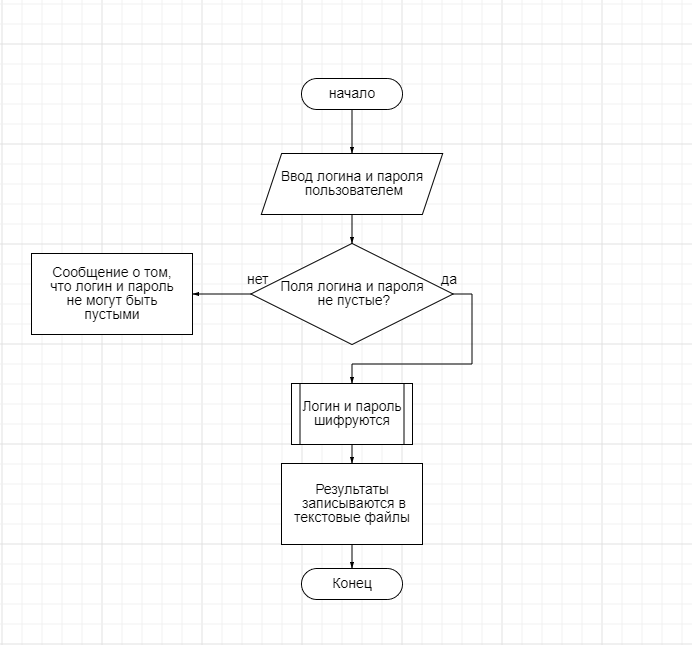 начало
Ввод логина и пароля
пользователем
нет
да
Поля логина и пароля
не пустые?
Сообщение о том,
что логин и пароль
не могут быть
пустыми
Логин и пароль
шифруются
Результаты
записываются в
текстовые файлы
Конец